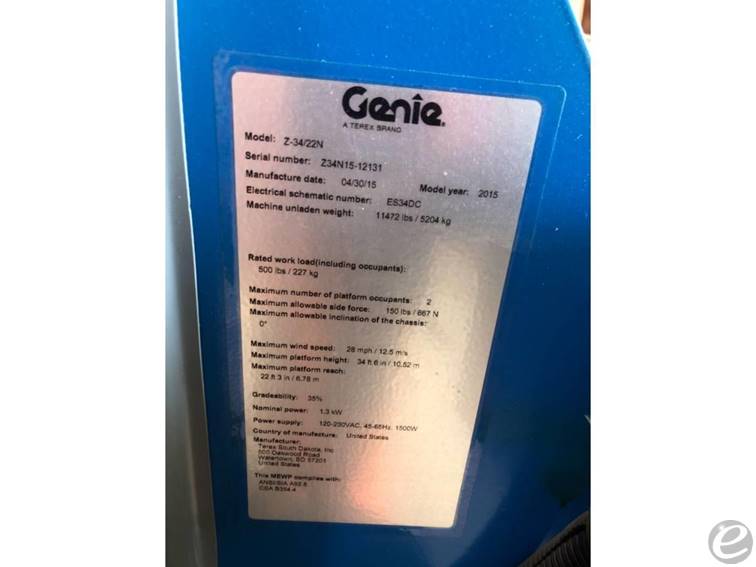 Genie
A TEREX BRAND
Model: Z-34/22N
Serial number: Z34N15-12131
Manufacture date: 04/30/15 Model year: 2015
Electrical schematic number: ES34DC
Machine unladen weight: 11472 lbs / 5204 kg
Rated work load(including occupants):
500 lbs / 227 kg
Maximum number of platform occupants: 2
Maximum allowable side force: 150 lbs / 667 N
Maximum allowable inclination of the chassis:
0°
Maximum wind speed: 28 mph / 12.5 m/s
Maximum platform height: 34 ft 6 in / 10.52 m
Maximum platform reach:
22 ft 3 in / 6.78 m
Gradeability: 35%
Nominal power: 1.3 kW
Power supply: 120-230VAC, 45-65Hz, 1500W
Country of manufacture: United States
Manufacturer:
Terex South Dakota, Inc
500 Oakwood Road
Watertown, SD 57201
United States
This MEWP complies with:
ANSI/SIA A92.5
CSA B354.4
e